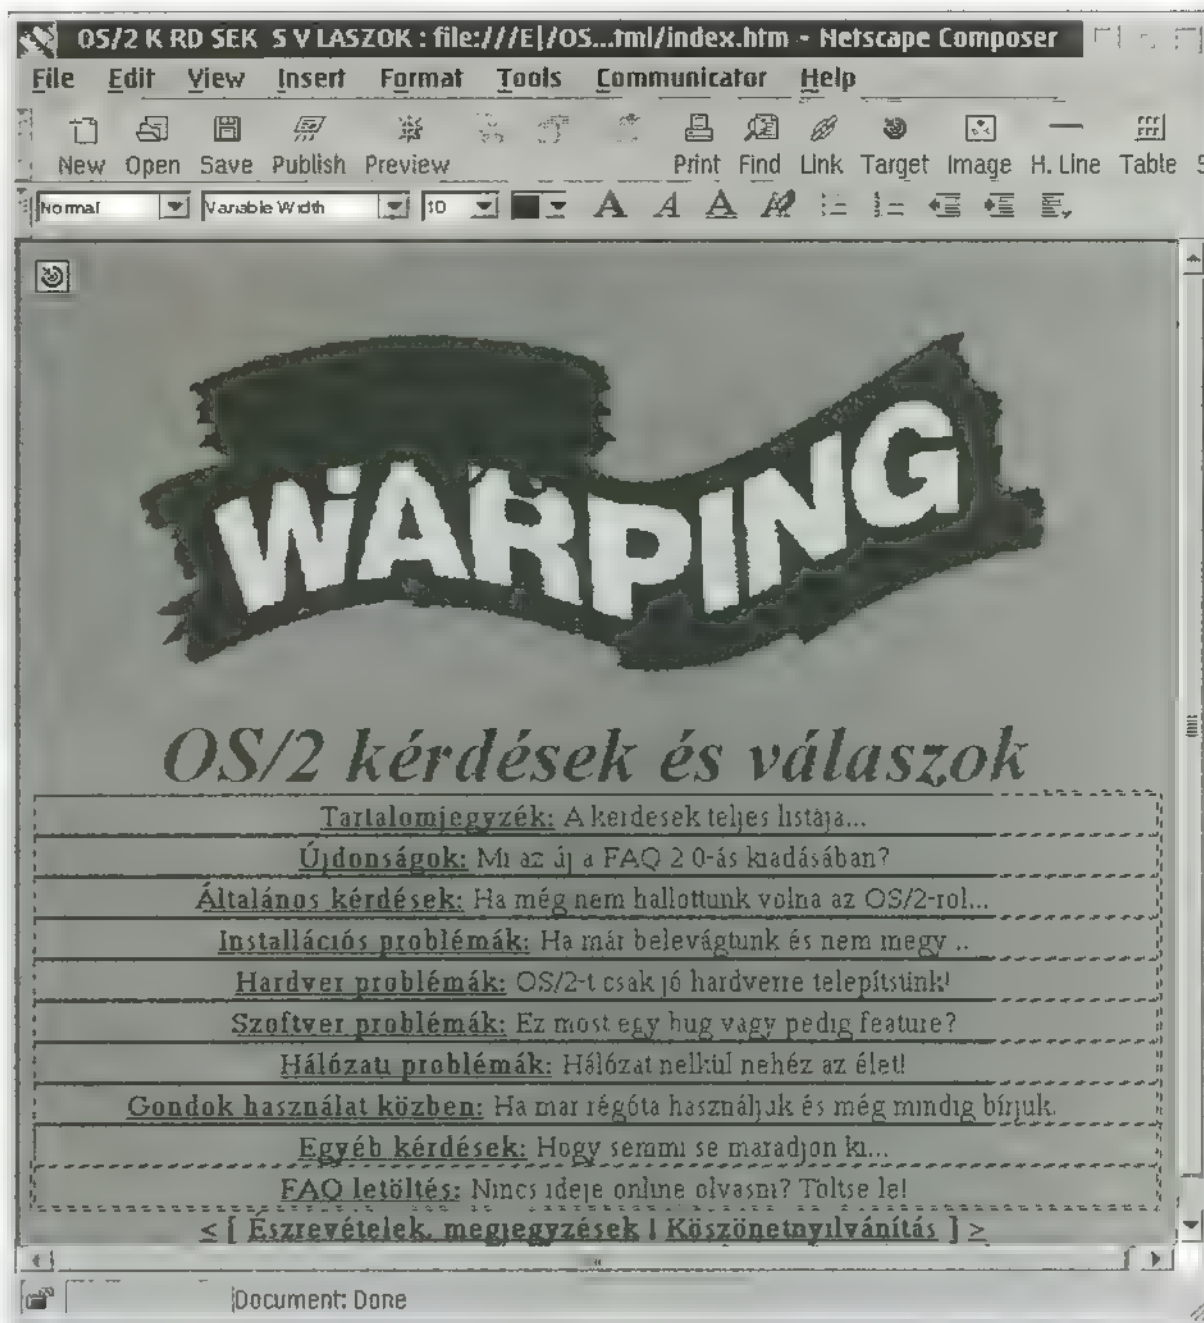 OS/2 K RD SEK S V LASZOK : file:///E|/OS...tml/index.htm - Netscape Composer
File Edit View Insert Format Tools Communicator Help
New Open Save Publish Preview Print Find Link Target Image H. Line Table S
Normal Variable Width 10
WARPING
OS/2 kérdések és válaszok
Tartalomjegyzék: A kerdesek teljes listája...
Újdonságok: Mi az új a FAQ 2 0-ás kiadásában?
Általános kérdések: Ha még nem hallottunk volna az OS/2-rol...
Installációs problémák: Ha már belevágtunk és nem megy ..
Hardver problémák: OS/2-t csak jó hardverre telepítsünk!
Szoftver problémák: Ez most egy bug vagy pedig feature?
Hálózati problémák: Hálózat nelkül nehéz az élet!
Gondok használat közben: Ha mar régóta használjuk és még mindig bírjuk.
Egyéb kérdések: Hogy semmi se maradjon ki...
FAQ letöltés: Nincs ideje online olvasni? Töltse le!
< [ Észrevételek, megjegyzések | Köszönetnyilvánítás ] >
Document: Done